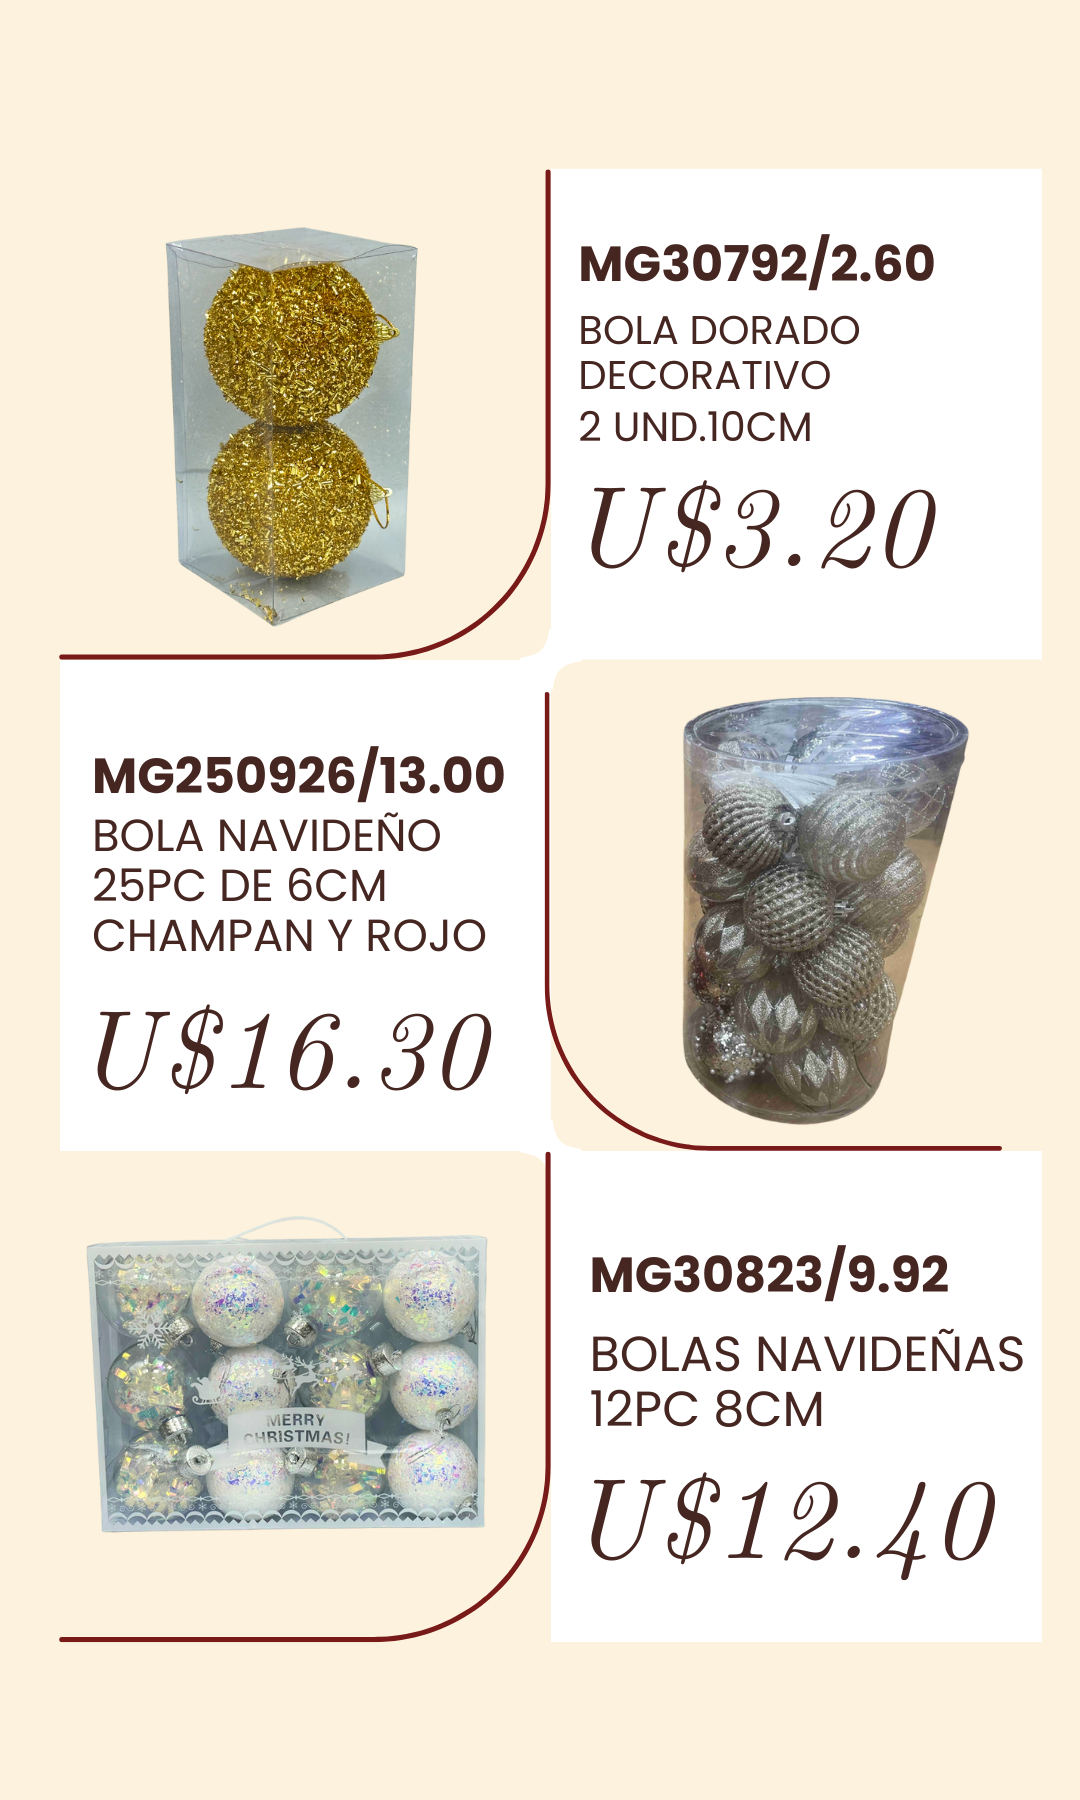 MG30792/2.60
BOLA DORADO
DECORATIVO
2 UND.10CM
U$3.20
MG250926/13.00
BOLA NAVIDEÑO
25PC DE 6CM
CHAMPAN Y ROJO
U$16.30
MERRY
CHRISTMAS!
MG30823/9.92
BOLAS NAVIDEÑAS
12PC 8CM
U$12.40